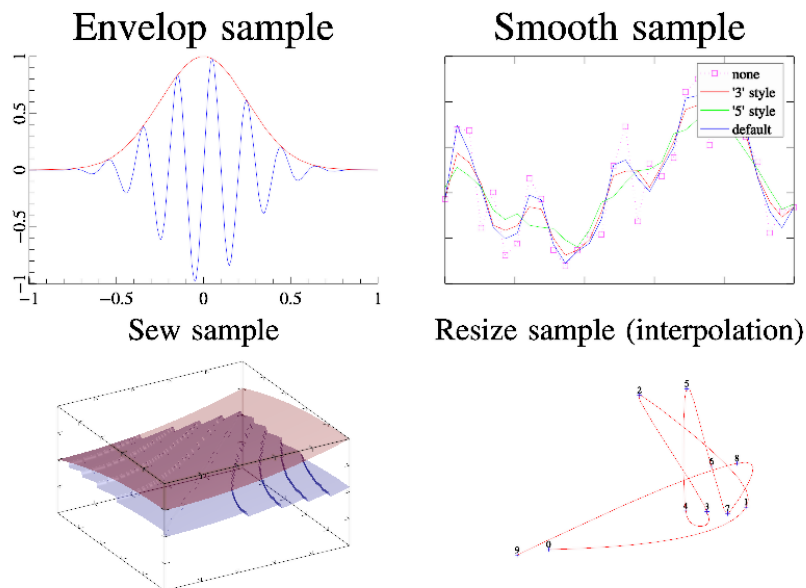 Envelop sample
1
0.5
0
−0.5
−1
−1
−0.5
0
0.5
1
Smooth sample
none
'3' style
'5' style
default
Sew sample
Resize sample (interpolation)
2
5
6
8
4
3
7
1
9
0